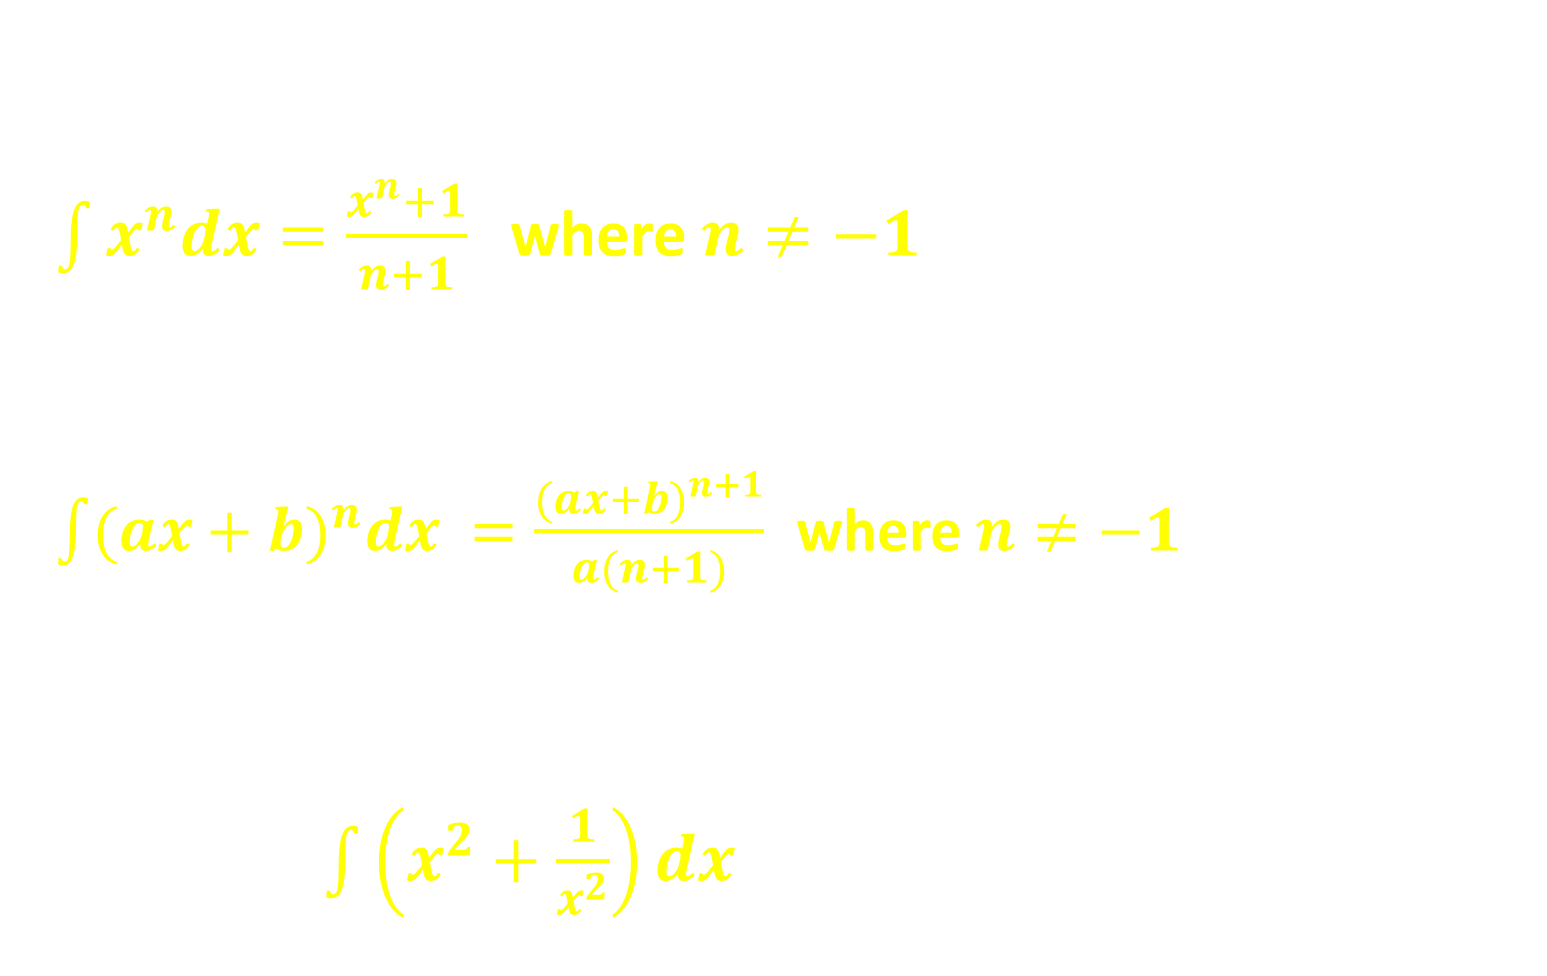 ∫ xⁿdx = (xⁿ+1)/(n+1) where n ≠ −1
∫(ax + b)ⁿdx = (ax+b)ⁿ⁺¹/a(n+1) where n ≠ −1
∫ (x² + 1/x²) dx